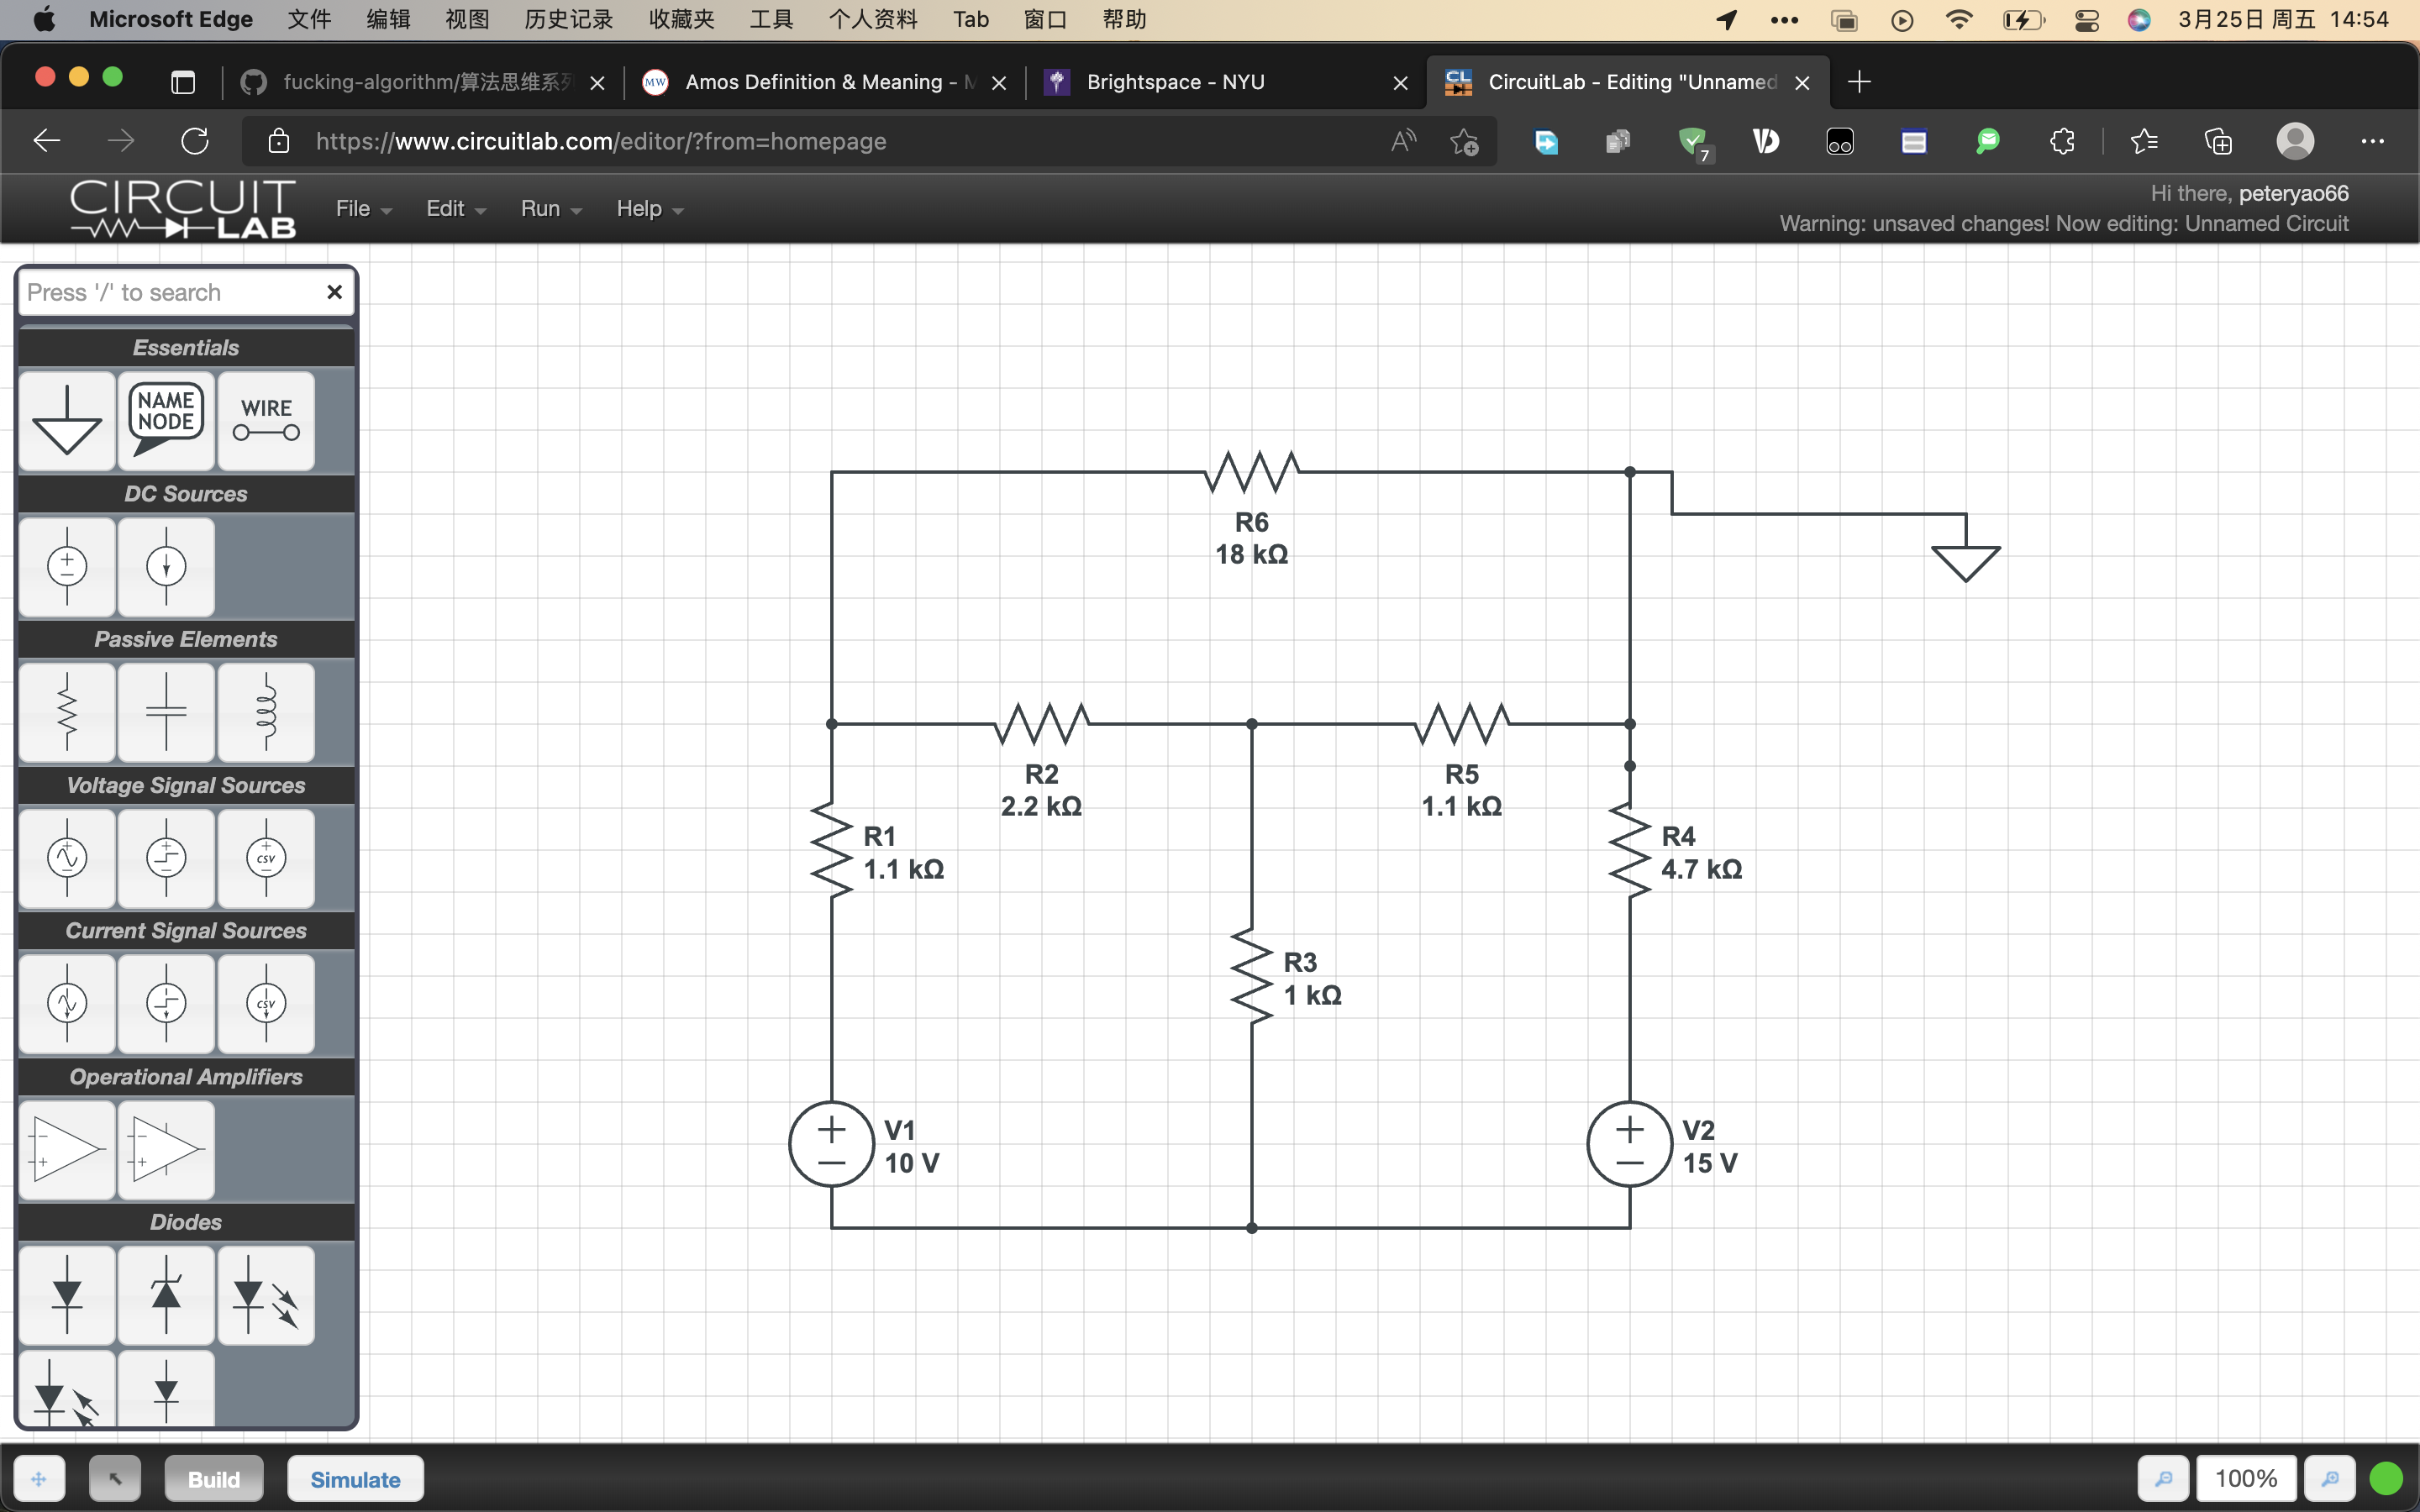 Microsoft Edge 文件 编辑 视图 历史记录 收藏夹 工具 个人资料 Tab 窗口 帮助 3月25日 周五 14:54
fucking-algorithm/算法思维系列 Amos Definition & Meaning - M Brightspace - NYU CircuitLab - Editing "Unnamed
https://www.circuitlab.com/editor/?from=homepage 7
CIRCUIT LAB File Edit Run Help
Hi there, peteryao66
Warning: unsaved changes! Now editing: Unnamed Circuit
Press '/' to search
Essentials
NAME NODE
WIRE
DC Sources
Passive Elements
Voltage Signal Sources
CSV
Current Signal Sources
CSV
Operational Amplifiers
Diodes
R6
18 kΩ
R2
2.2 kΩ
R5
1.1 kΩ
R1
1.1 kΩ
R4
4.7 kΩ
R3
1 kΩ
V1
10 V
V2
15 V
Build Simulate 100%